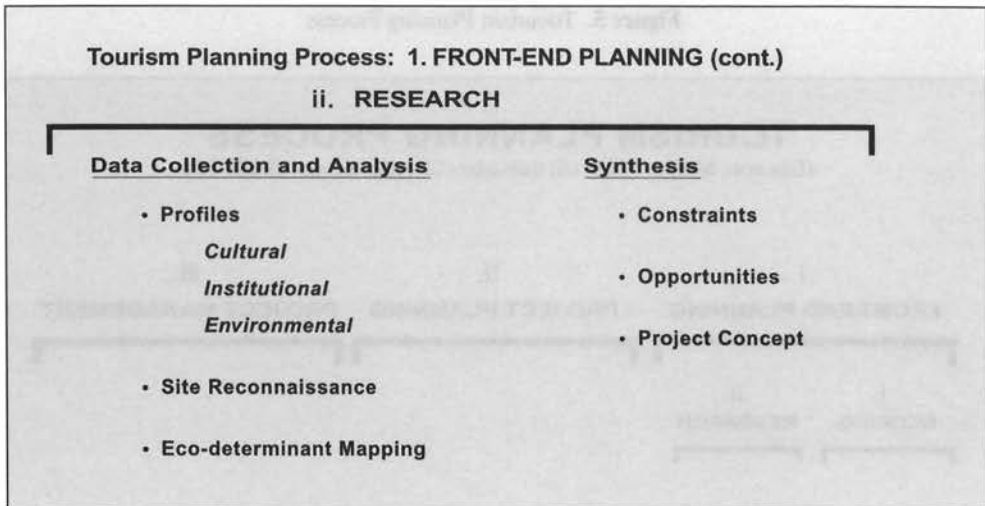 Tourism Planning Process: 1. FRONT-END PLANNING (cont.)
ii. RESEARCH
Data Collection and Analysis
• Profiles
Cultural
Institutional
Environmental
• Site Reconnaissance
• Eco-determinant Mapping
Synthesis
• Constraints
• Opportunities
• Project Concept